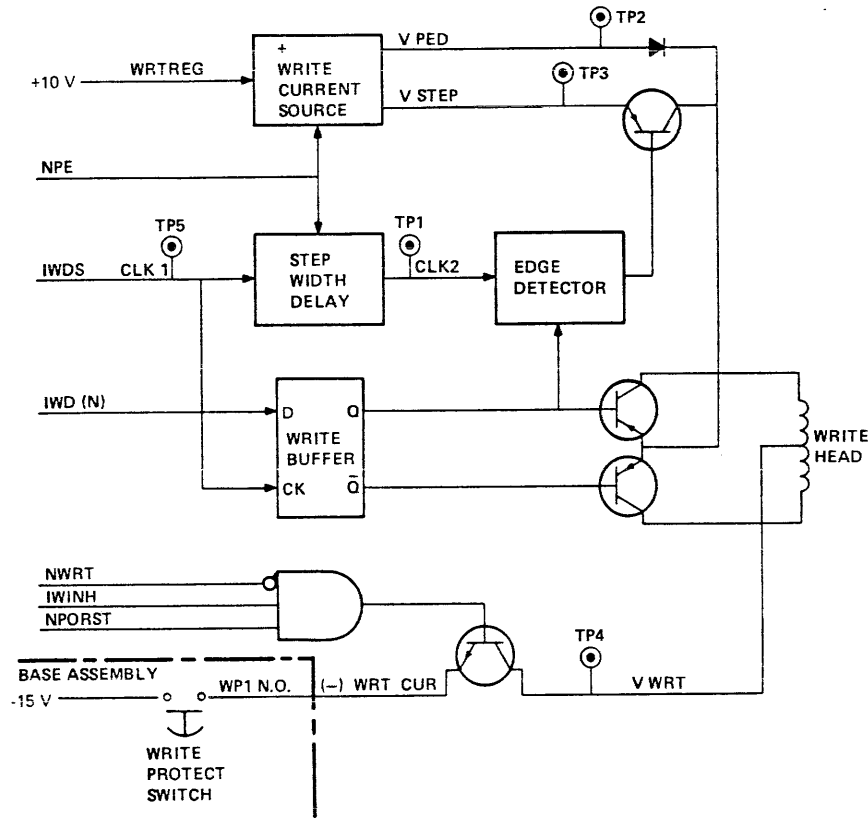 TP2
V PED
+10 V
WRTREG
+
WRITE
CURRENT
SOURCE
TP3
V STEP
NPE
TP5
TP1
IWDS
CLK 1
STEP
WIDTH
DELAY
CLK2
EDGE
DETECTOR
IWD (N)
D
Q
WRITE
BUFFER
CK
Q̅
WRITE
HEAD
NWRT
IWINH
NPORST
TP4
BASE ASSEMBLY
-15 V
WP1 N.O.
(–) WRT CUR
V WRT
WRITE
PROTECT
SWITCH